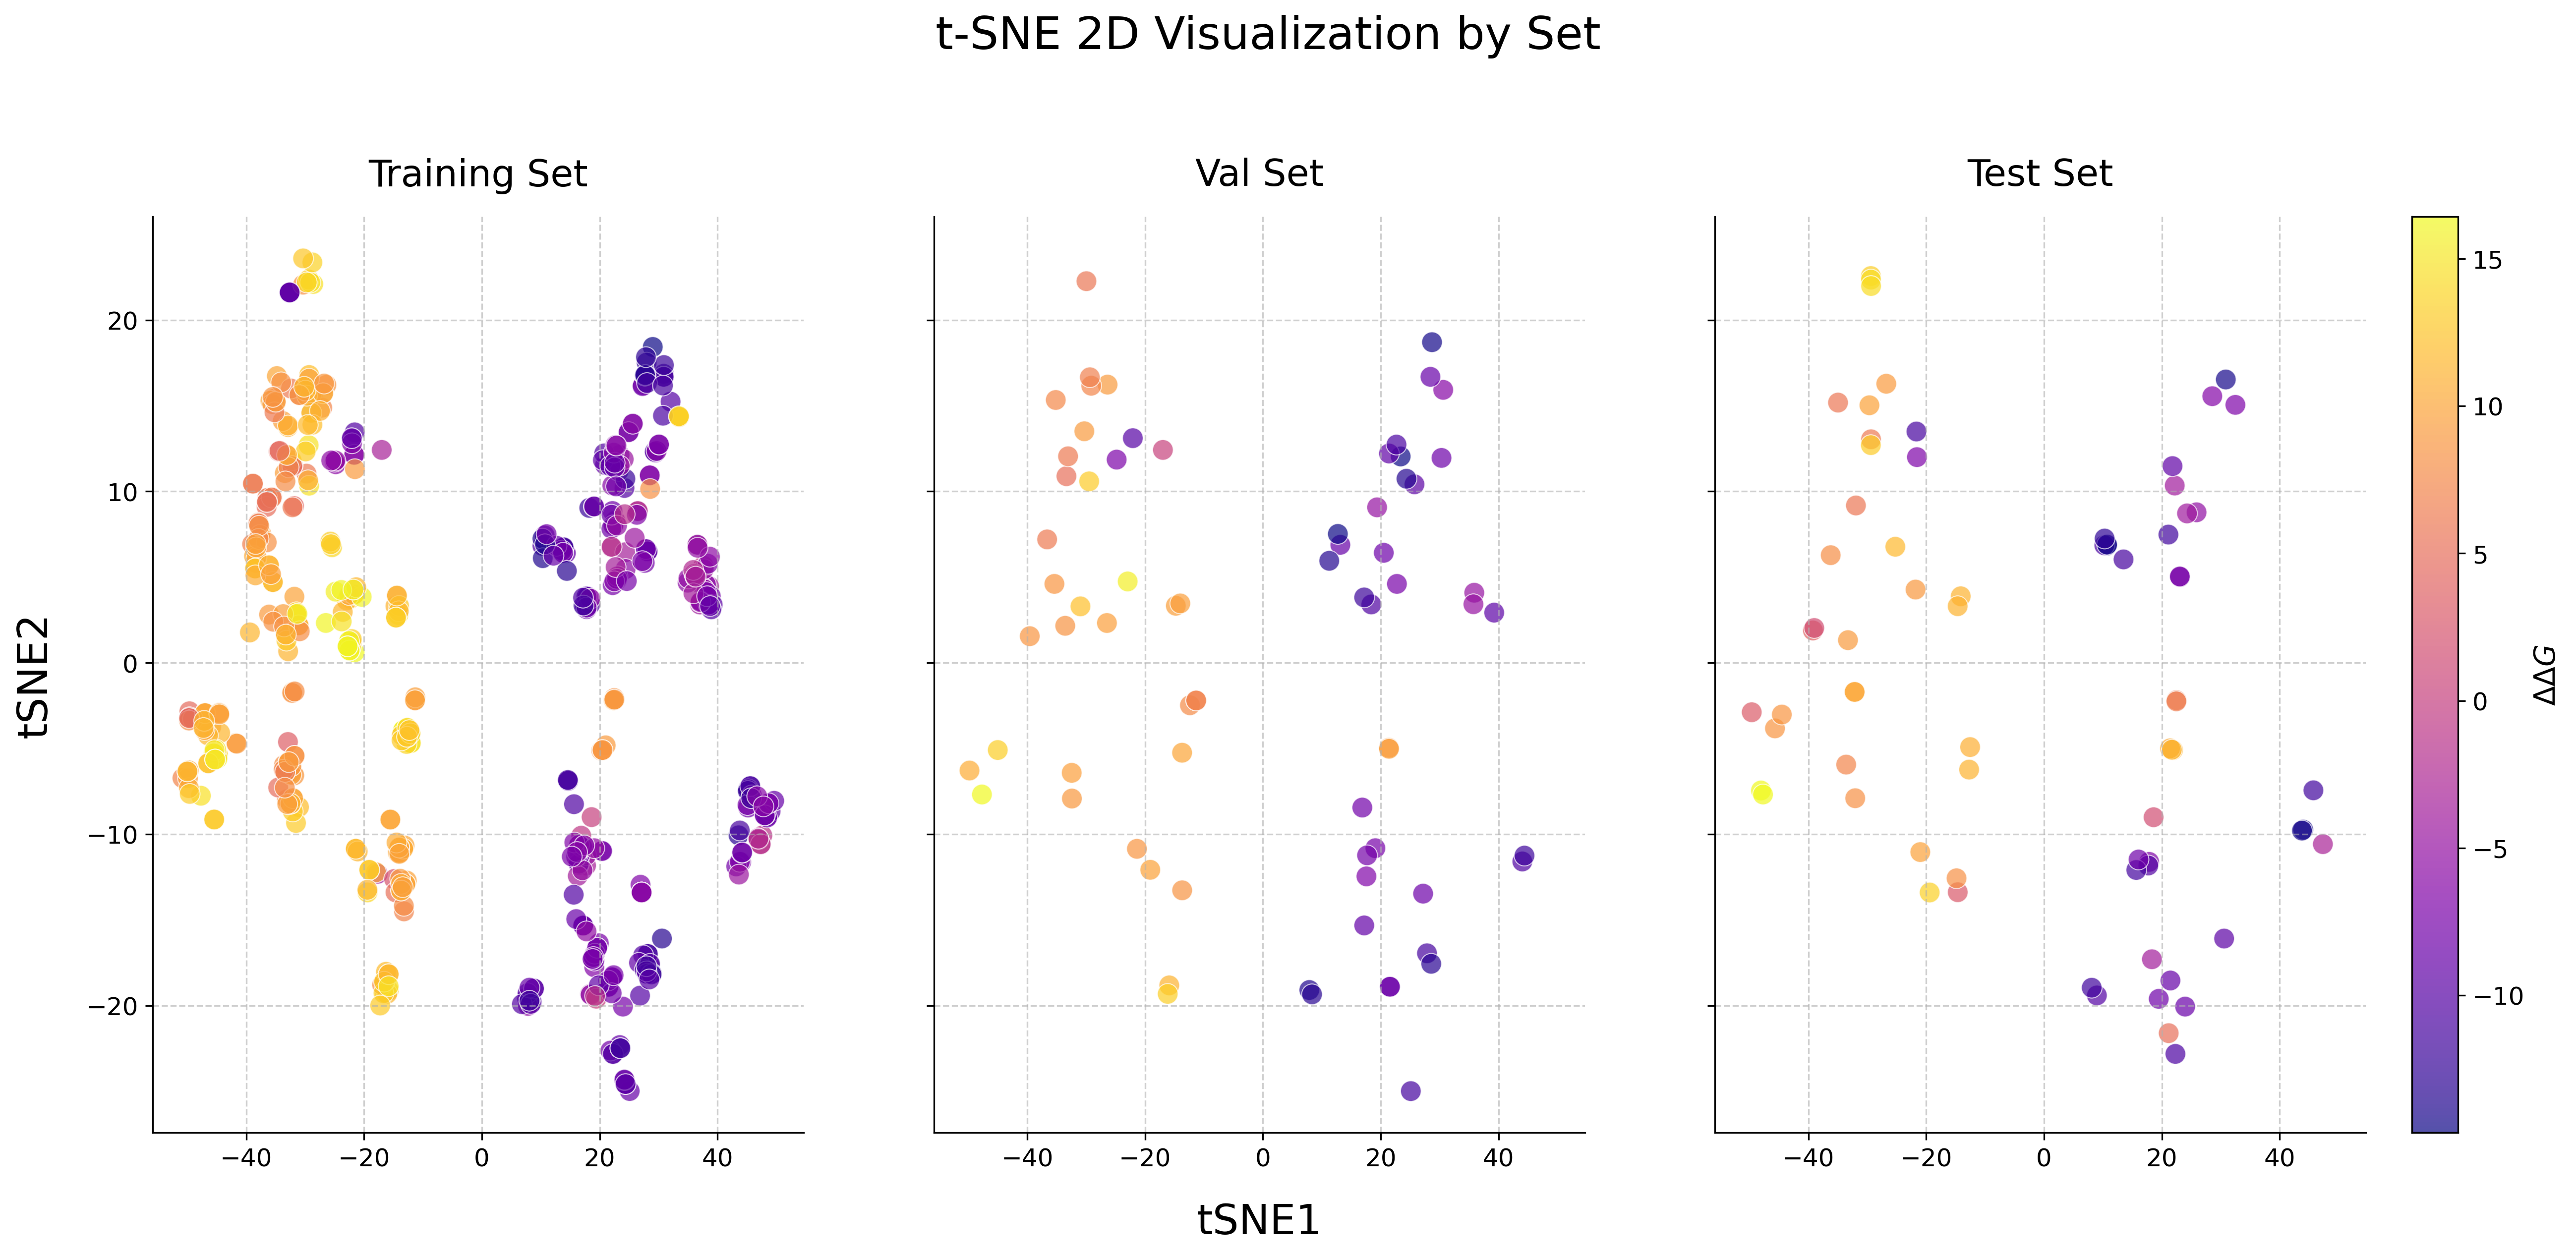 t-SNE 2D Visualization by Set
Training Set
Val Set
Test Set
tSNE2
20
10
0
−10
−20
−40 −20 0 20 40
−40 −20 0 20 40
−40 −20 0 20 40
tSNE1
15
10
5
0
−5
−10
ΔΔG